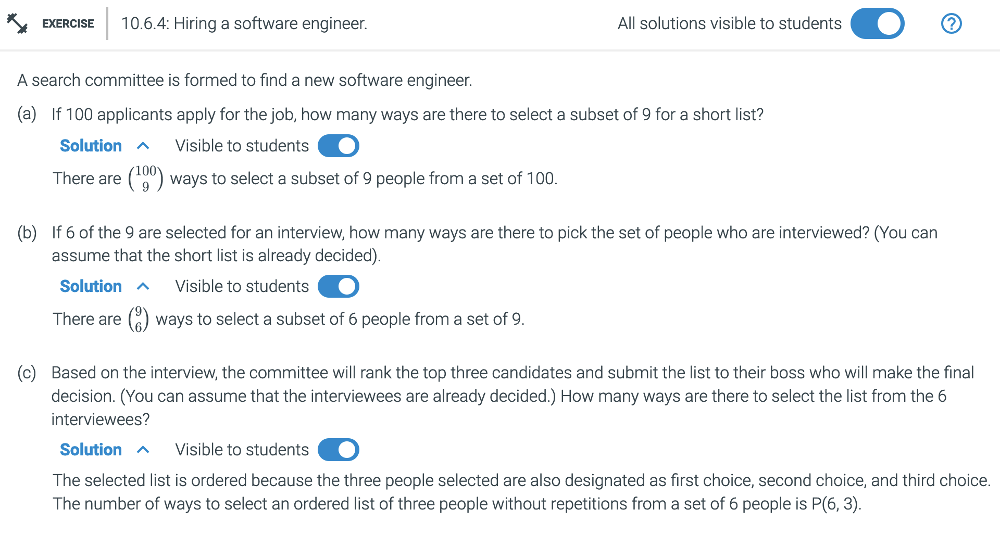 EXERCISE 10.6.4: Hiring a software engineer. All solutions visible to students ?
A search committee is formed to find a new software engineer.
(a) If 100 applicants apply for the job, how many ways are there to select a subset of 9 for a short list?
Solution Visible to students
There are (100 9) ways to select a subset of 9 people from a set of 100.
(b) If 6 of the 9 are selected for an interview, how many ways are there to pick the set of people who are interviewed? (You can
assume that the short list is already decided).
Solution Visible to students
There are (9 6) ways to select a subset of 6 people from a set of 9.
(c) Based on the interview, the committee will rank the top three candidates and submit the list to their boss who will make the final
decision. (You can assume that the interviewees are already decided.) How many ways are there to select the list from the 6
interviewees?
Solution Visible to students
The selected list is ordered because the three people selected are also designated as first choice, second choice, and third choice.
The number of ways to select an ordered list of three people without repetitions from a set of 6 people is P(6, 3).